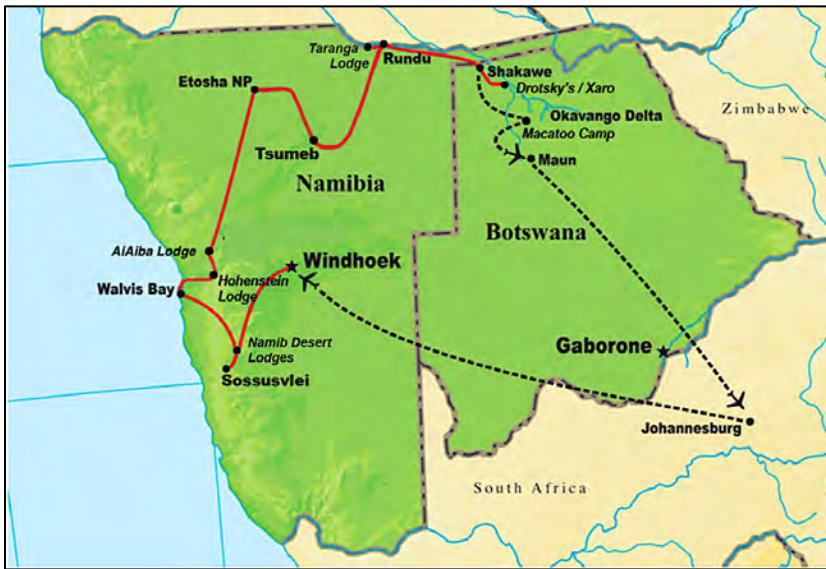 Taranga
Lodge
Rundu
Etosha NP
Shakawe
Drotsky's / Xaro
Okavango Delta
Macatoo Camp
Zimbabwe
Tsumeb
Maun
Namibia
Botswana
AiAiba Lodge
Windhoek
Hohenstein
Lodge
Walvis Bay
Namib Desert
Lodges
Gaborone
Sossusvlei
Johannesburg
South Africa